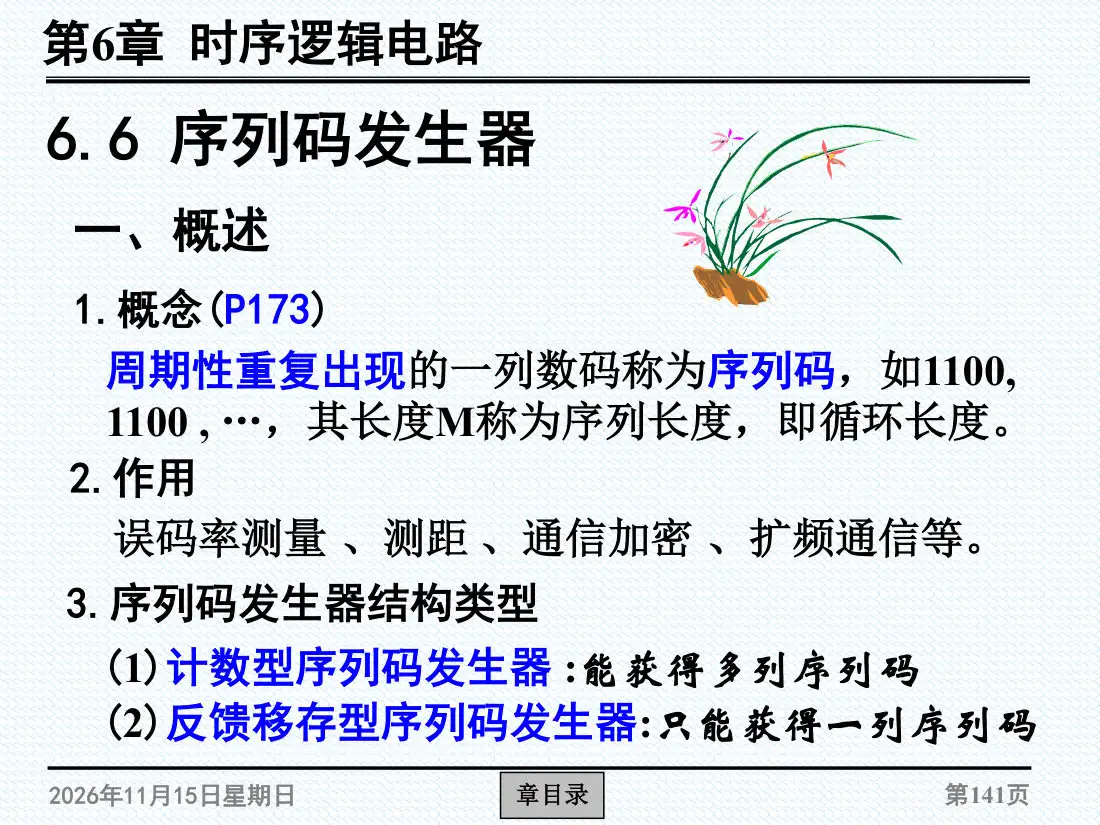 第6章 时序逻辑电路
6.6 序列码发生器
一、概述
1.概念(P173)
周期性重复出现的一列数码称为序列码，如1100,
1100 , …，其长度M称为序列长度，即循环长度。
2.作用
误码率测量 、测距 、通信加密 、扩频通信等。
3.序列码发生器结构类型
(1)计数型序列码发生器 :能获得多列序列码
(2)反馈移存型序列码发生器:只能获得一列序列码
2026年11月15日星期日
章目录
第141页